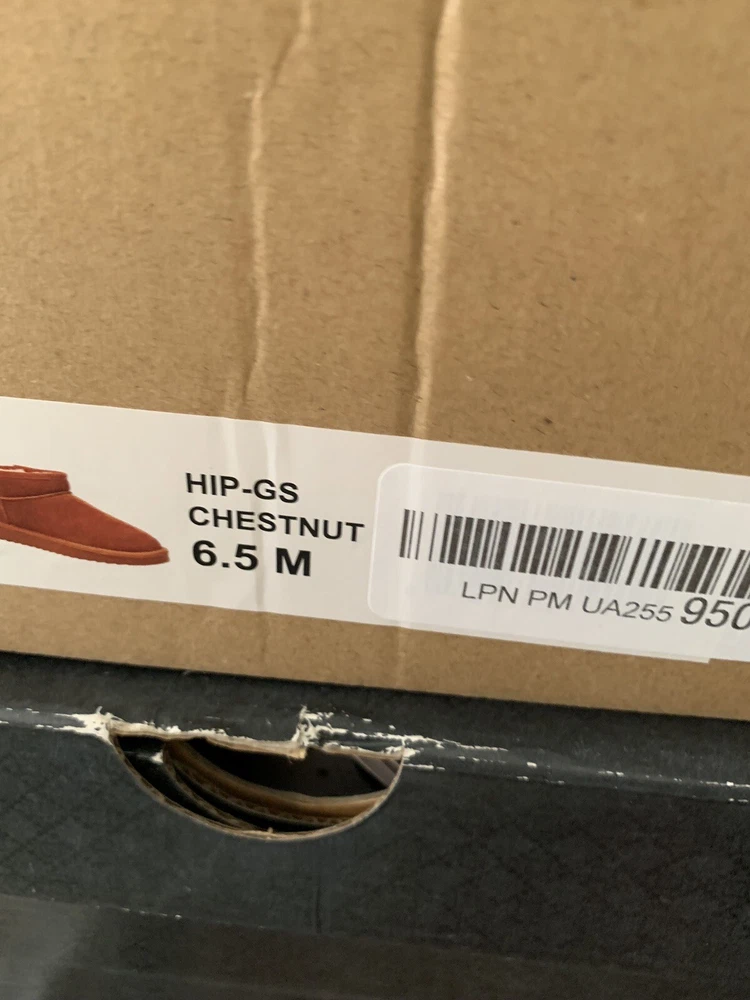 HIP-GS
CHESTNUT
6.5 M
LPN PM UA255 950